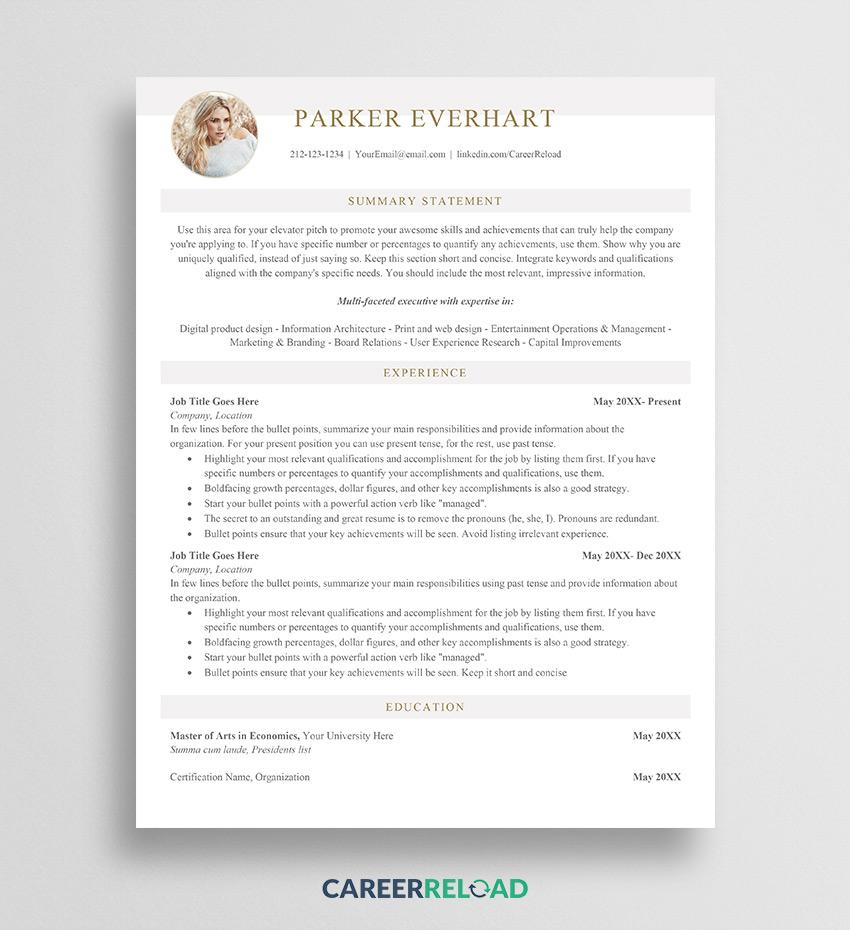 PARKER EVERHART
212-123-1234 | YourEmail@email.com | linkedin.com/CareerReload
SUMMARY STATEMENT
Use this area for your elevator pitch to promote your awesome skills and achievements that can truly help the company
you're applying to. If you have specific number or percentages to quantify any achievements, use them. Show why you are
uniquely qualified, instead of just saying so. Keep this section short and concise. Integrate keywords and qualifications
aligned with the company's specific needs. You should include the most relevant, impressive information.
Multi-faceted executive with expertise in:
Digital product design - Information Architecture - Print and web design - Entertainment Operations & Management -
Marketing & Branding - Board Relations - User Experience Research - Capital Improvements
EXPERIENCE
Job Title Goes Here May 20XX- Present
Company, Location
In few lines before the bullet points, summarize your main responsibilities and provide information about the
organization. For your present position you can use present tense, for the rest, use past tense.
• Highlight your most relevant qualifications and accomplishment for the job by listing them first. If you have
specific numbers or percentages to quantify your accomplishments and qualifications, use them.
• Boldfacing growth percentages, dollar figures, and other key accomplishments is also a good strategy.
• Start your bullet points with a powerful action verb like "managed".
• The secret to an outstanding and great resume is to remove the pronouns (he, she, I). Pronouns are redundant.
• Bullet points ensure that your key achievements will be seen. Avoid listing irrelevant experience.
Job Title Goes Here May 20XX- Dec 20XX
Company, Location
In few lines before the bullet points, summarize your main responsibilities using past tense and provide information about
the organization.
• Highlight your most relevant qualifications and accomplishment for the job by listing them first. If you have
specific numbers or percentages to quantify your accomplishments and qualifications, use them.
• Boldfacing growth percentages, dollar figures, and other key accomplishments is also a good strategy.
• Start your bullet points with a powerful action verb like "managed".
• Bullet points ensure that your key achievements will be seen. Keep it short and concise
EDUCATION
Master of Arts in Economics, Your University Here May 20XX
Summa cum laude, Presidents list
Certification Name, Organization May 20XX
CAREERRELOAD